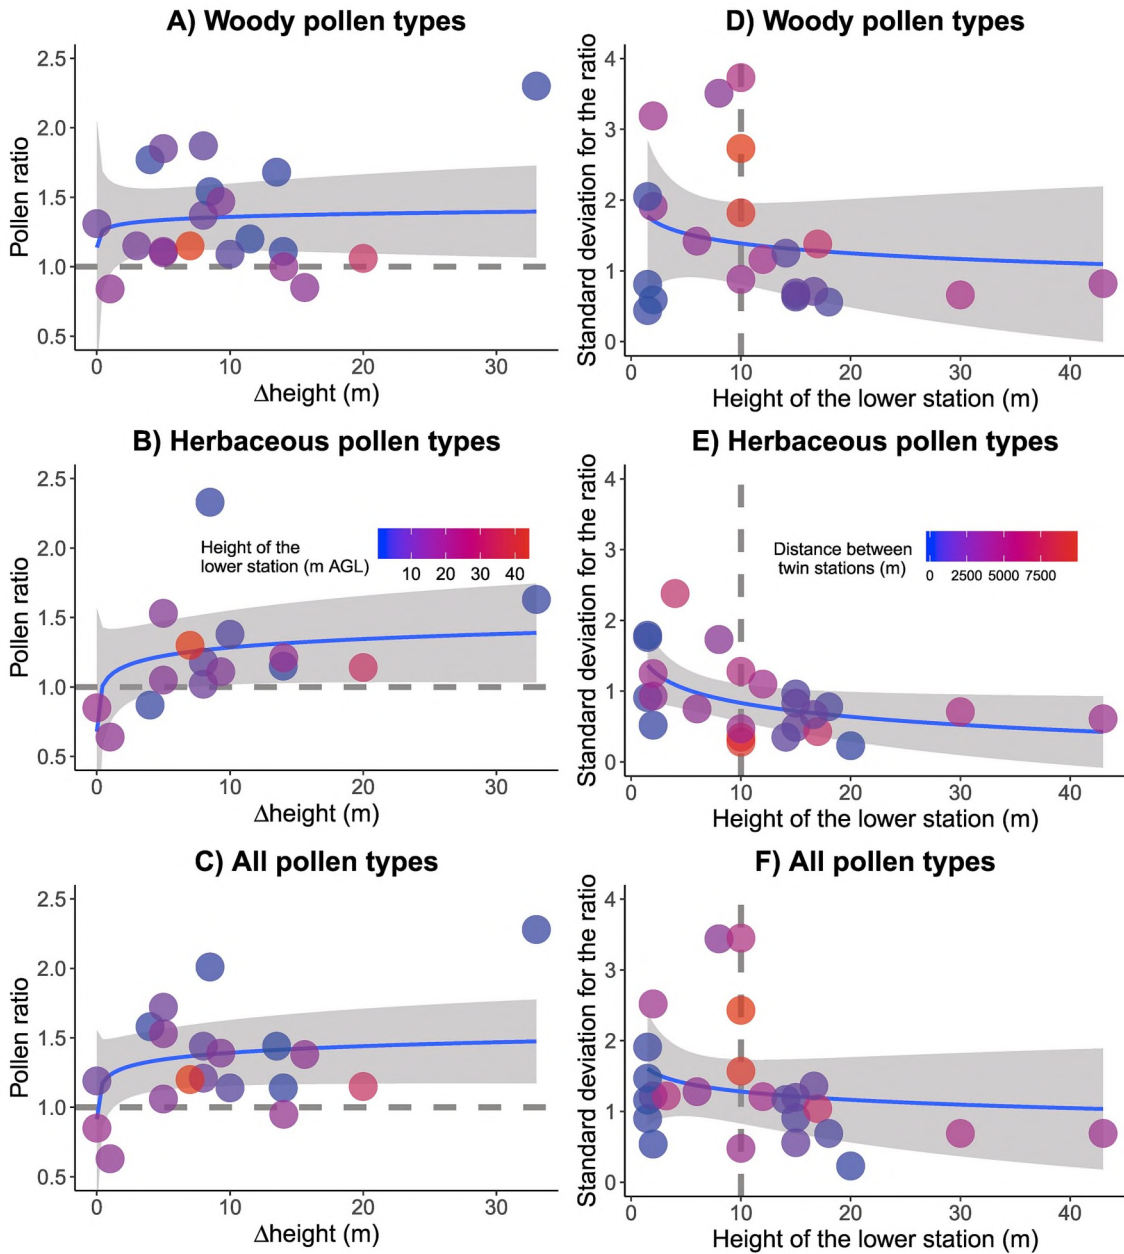 A) Woody pollen types
Pollen ratio
2.5
2.0
1.5
1.0
0.5
0 10 20 30
Δheight (m)
D) Woody pollen types
Standard deviation for the ratio
4
3
2
1
0
0 10 20 30 40
Height of the lower station (m)
B) Herbaceous pollen types
Pollen ratio
2.5
2.0
1.5
1.0
0.5
Height of the
lower station (m AGL)
10 20 30 40
0 10 20 30
Δheight (m)
E) Herbaceous pollen types
Standard deviation for the ratio
4
3
2
1
0
Distance between
twin stations (m)
0 2500 5000 7500
0 10 20 30 40
Height of the lower station (m)
C) All pollen types
Pollen ratio
2.5
2.0
1.5
1.0
0.5
0 10 20 30
Δheight (m)
F) All pollen types
Standard deviation for the ratio
4
3
2
1
0
0 10 20 30 40
Height of the lower station (m)